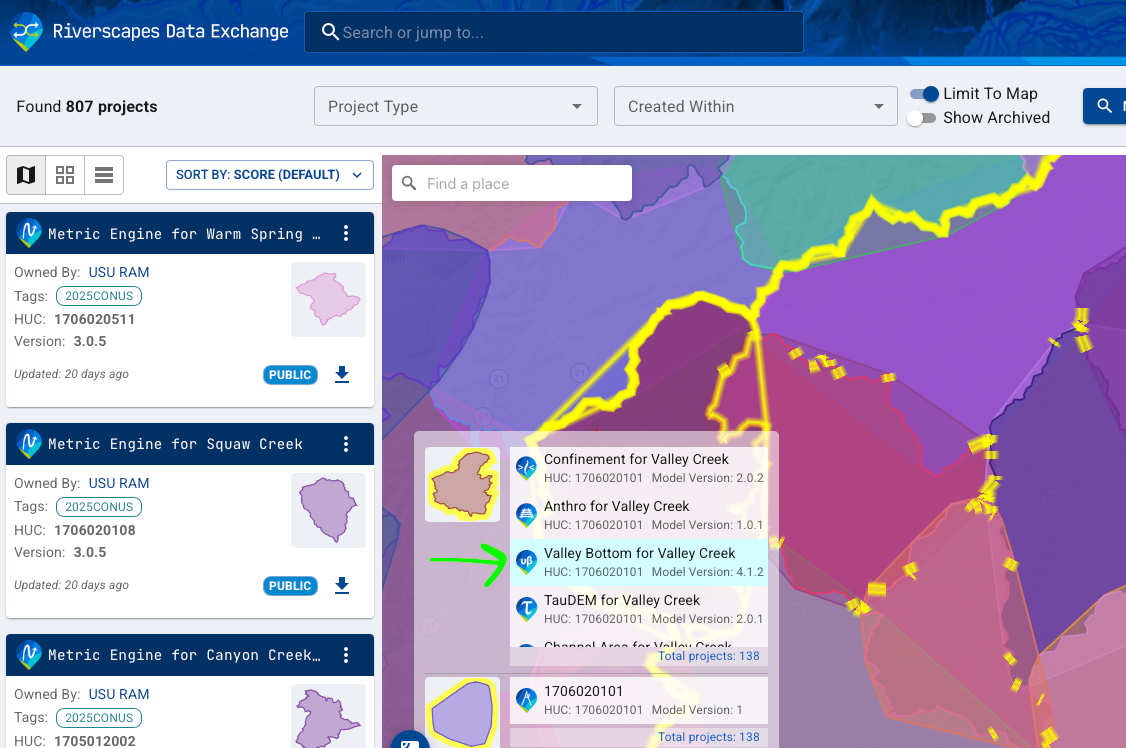 Riverscapes Data Exchange
Search or jump to...
Found 807 projects
Project Type
Created Within
Limit To Map
Show Archived
SORT BY: SCORE (DEFAULT)
Find a place
Metric Engine for Warm Spring …
Owned By: USU RAM
Tags: 2025CONUS
HUC: 1706020511
Version: 3.0.5
Updated: 20 days ago
PUBLIC
Metric Engine for Squaw Creek
Owned By: USU RAM
Tags: 2025CONUS
HUC: 1706020108
Version: 3.0.5
Updated: 20 days ago
PUBLIC
Metric Engine for Canyon Creek…
Owned By: USU RAM
Tags: 2025CONUS
HUC: 1705012002
21
Confinement for Valley Creek
HUC: 1706020101 Model Version: 2.0.2
Anthro for Valley Creek
HUC: 1706020101 Model Version: 1.0.1
Valley Bottom for Valley Creek
HUC: 1706020101 Model Version: 4.1.2
TauDEM for Valley Creek
HUC: 1706020101 Model Version: 2.0.1
Channel Area for Valley Creek
Total projects: 138
1706020101
HUC: 1706020101 Model Version: 1
Total projects: 138